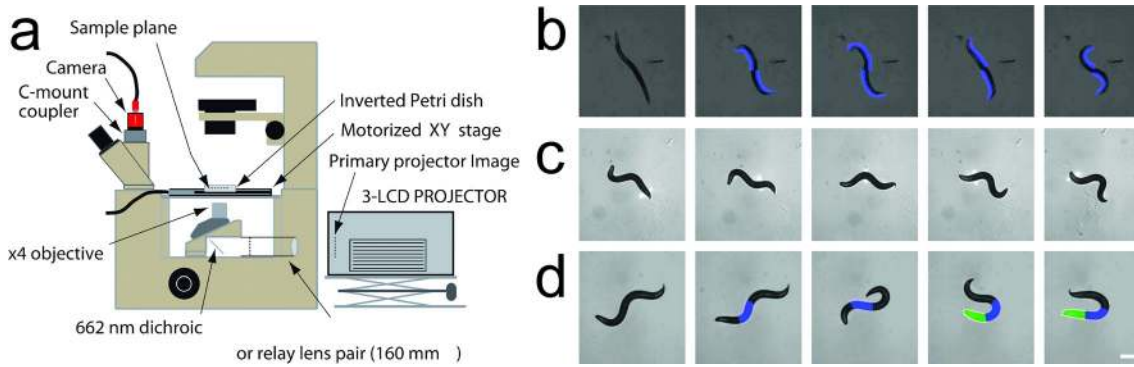 a
Sample plane
Camera
C-mount
coupler
Inverted Petri dish
Motorized XY stage
Primary projector Image
3-LCD PROJECTOR
x4 objective
662 nm dichroic
or relay lens pair (160 mm )
b
c
d